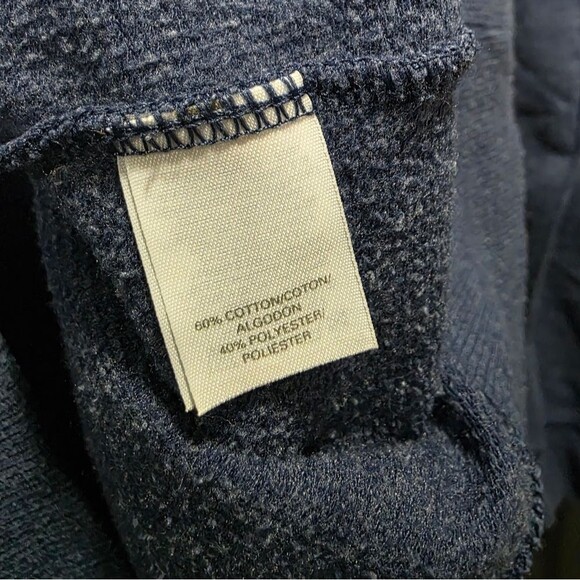 60% COTTON/COTON/
ALGODON
40% POLYESTER/
POLIESTER